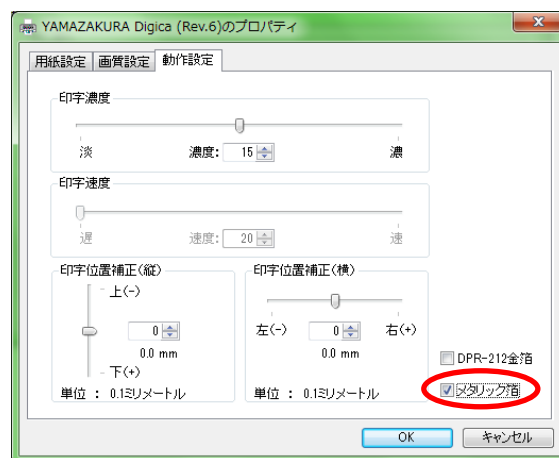 YAMAZAKURA Digica (Rev.6)のプロパティ
用紙設定 画質設定 動作設定
印字濃度
淡 濃度: 15 濃
印字速度
遅 速度: 20 速
印字位置補正(縦)
上(-)
0
0.0 mm
下(+)
単位 : 0.1ミリメートル
印字位置補正(横)
左(-) 0 右(+)
0.0 mm
単位 : 0.1ミリメートル
DPR-212金箔
メタリック箔
OK キャンセル